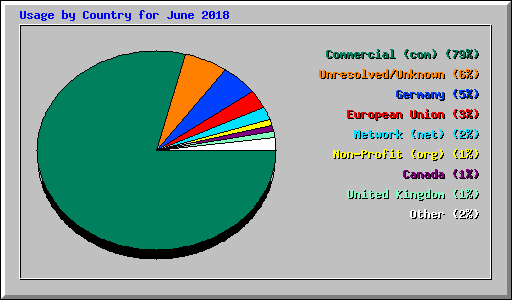 Usage by Country for June 2018
Commercial (com) (79%)
Unresolved/Unknown (6%)
Germany (5%)
European Union (3%)
Network (net) (2%)
Non-Profit (org) (1%)
Canada (1%)
United Kingdom (1%)
Other (2%)